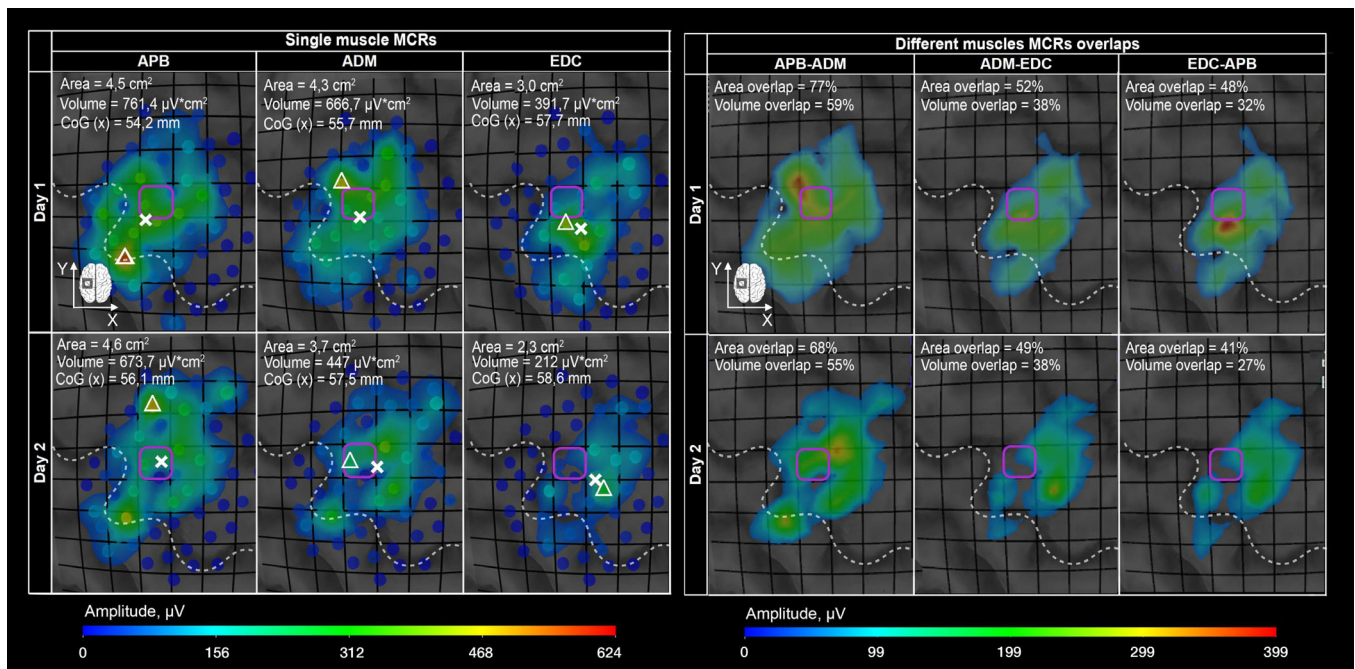 Single muscle MCRs
APB
ADM
EDC
Day 1
Area = 4,5 cm²
Volume = 761,4 µV*cm²
CoG (x) = 54,2 mm
Y
X
Area = 4,3 cm²
Volume = 666,7 µV*cm²
CoG (x) = 55,7 mm
Area = 3,0 cm²
Volume = 391,7 µV*cm²
CoG (x) = 57,7 mm
Day 2
Area = 4,6 cm²
Volume = 673,7 µV*cm²
CoG (x) = 56,1 mm
Area = 3,7 cm²
Volume = 447 µV*cm²
CoG (x) = 57,5 mm
Area = 2,3 cm²
Volume = 212 µV*cm²
CoG (x) = 58,6 mm
Amplitude, µV
0 156 312 468 624
Different muscles MCRs overlaps
APB-ADM
ADM-EDC
EDC-APB
Day 1
Area overlap = 77%
Volume overlap = 59%
Y
X
Area overlap = 52%
Volume overlap = 38%
Area overlap = 48%
Volume overlap = 32%
Day 2
Area overlap = 68%
Volume overlap = 55%
Area overlap = 49%
Volume overlap = 38%
Area overlap = 41%
Volume overlap = 27%
Amplitude, µV
0 99 199 299 399